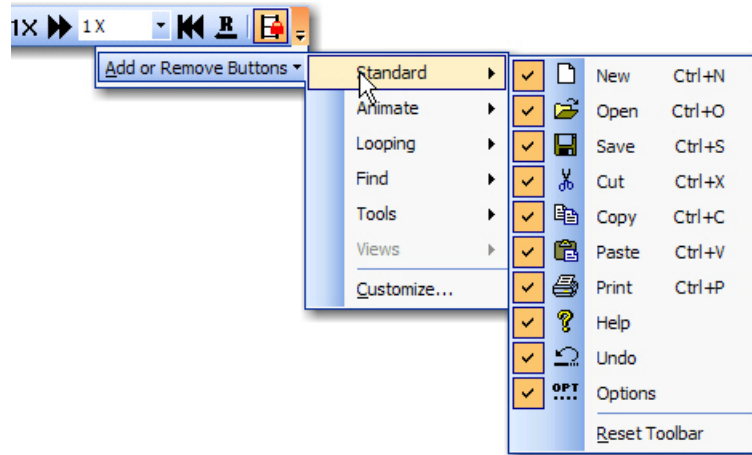 1X 1X R
Add or Remove Buttons
Standard
Animate
Looping
Find
Tools
Views
Customize...
New Ctrl+N
Open Ctrl+O
Save Ctrl+S
Cut Ctrl+X
Copy Ctrl+C
Paste Ctrl+V
Print Ctrl+P
Help
Undo
OPT Options
Reset Toolbar